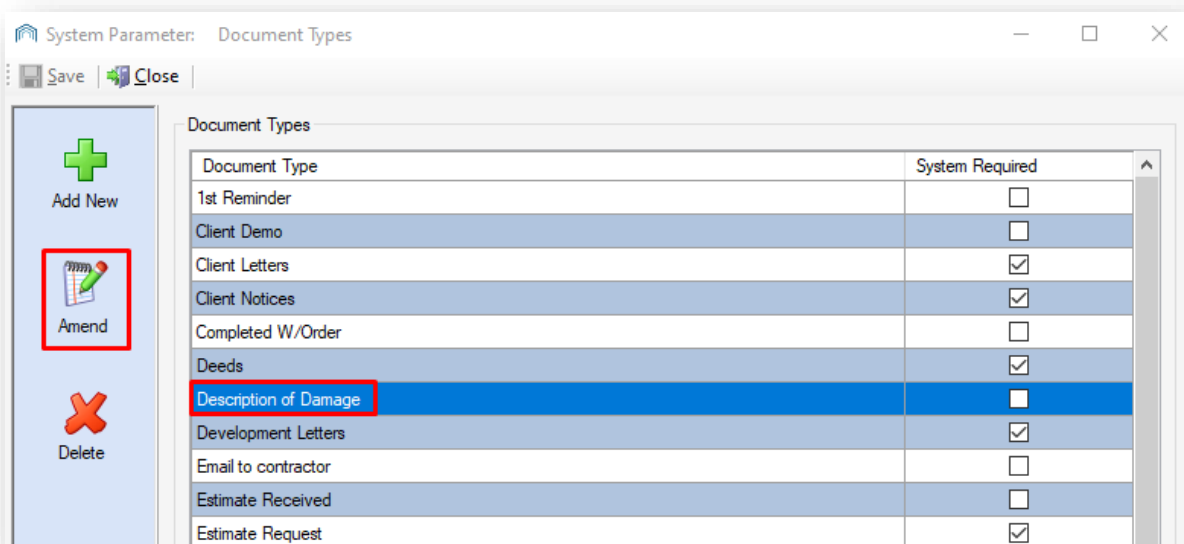 System Parameter: Document Types
Save Close
Add New
Amend
Delete
Document Types
Document Type System Required
1st Reminder
Client Demo
Client Letters
Client Notices
Completed W/Order
Deeds
Description of Damage
Development Letters
Email to contractor
Estimate Received
Estimate Request